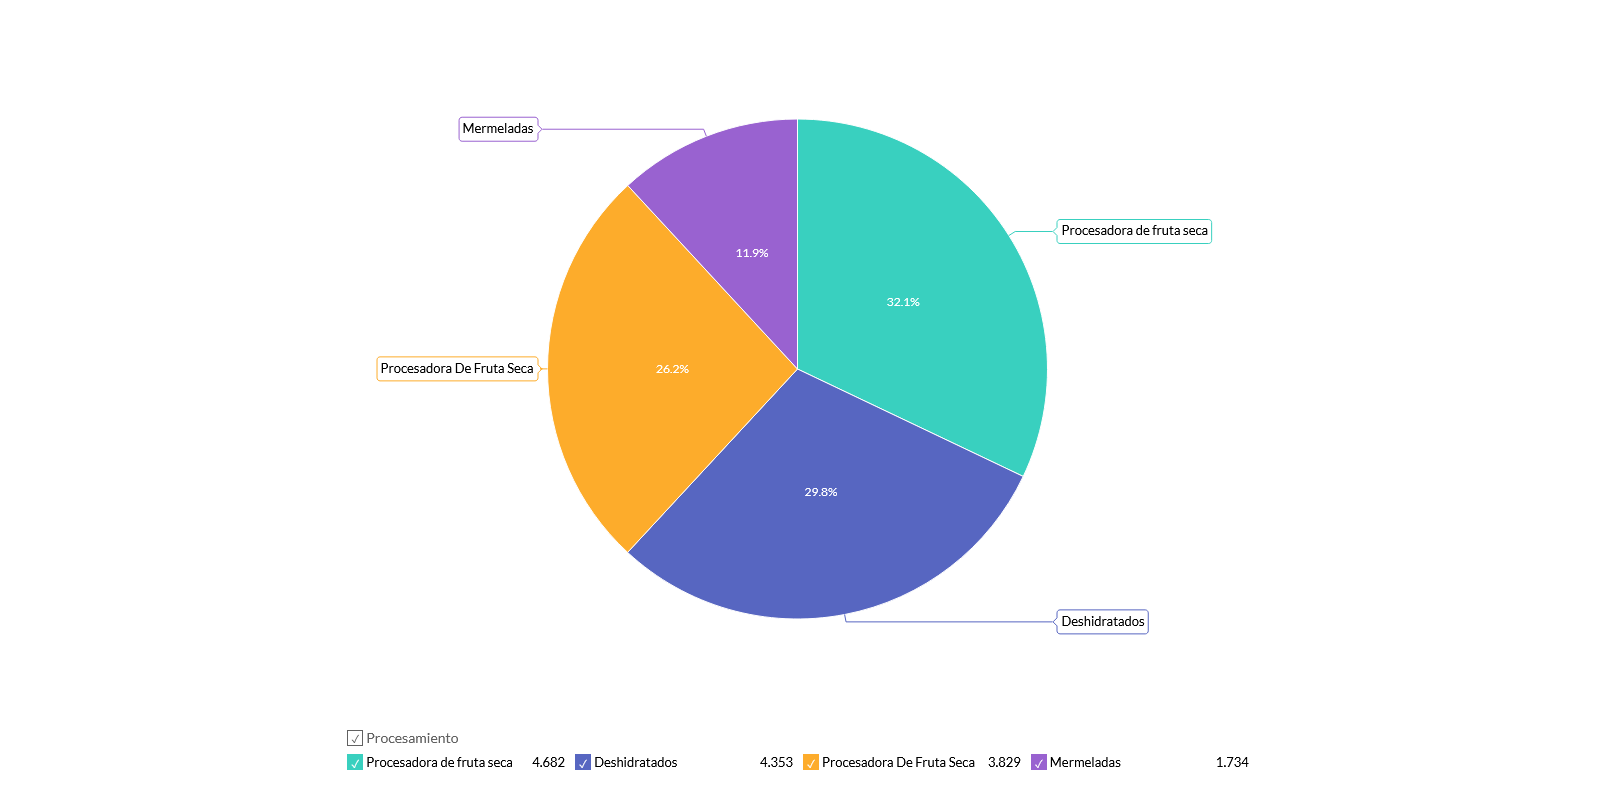 Mermeladas
11.9%
Procesadora de fruta seca
32.1%
Procesadora De Fruta Seca
26.2%
29.8%
Deshidratados
Procesamiento
Procesadora de fruta seca 4.682 Deshidratados 4.353 Procesadora De Fruta Seca 3.829 Mermeladas 1.734